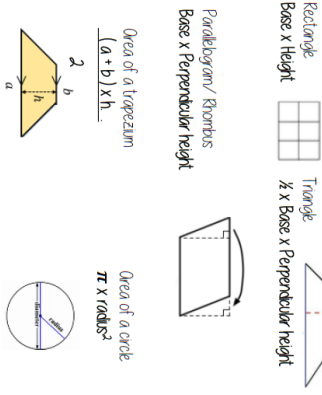 Rectangle
Base x Height
Triangle
½ x Base x Perpendicular height
Parallelogram/ Rhombus
Base x Perpendicular height
Area of a trapezium
(a + b) x h
2
b
h
a
Area of a circle
π x radius²
radius
diameter